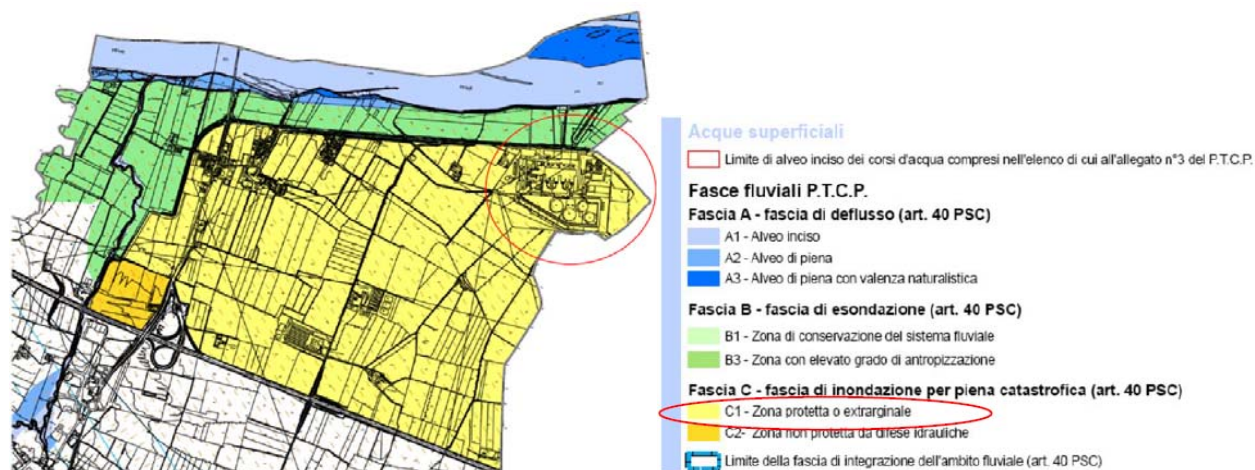 Acque superficiali
Limite di alveo inciso dei corsi d'acqua compresi nell'elenco di cui all'allegato n°3 del P.T.C.P.
Fasce fluviali P.T.C.P.
Fascia A - fascia di deflusso (art. 40 PSC)
A1 - Alveo inciso
A2 - Alveo di piena
A3 - Alveo di piena con valenza naturalistica
Fascia B - fascia di esondazione (art. 40 PSC)
B1 - Zona di conservazione del sistema fluviale
B3 - Zona con elevato grado di antropizzazione
Fascia C - fascia di inondazione per piena catastrofica (art. 40 PSC)
C1 - Zona protetta o extrarginale
C2- Zona non protetta da difese idrauliche
Limite della fascia di integrazione dell'ambito fluviale (art. 40 PSC)